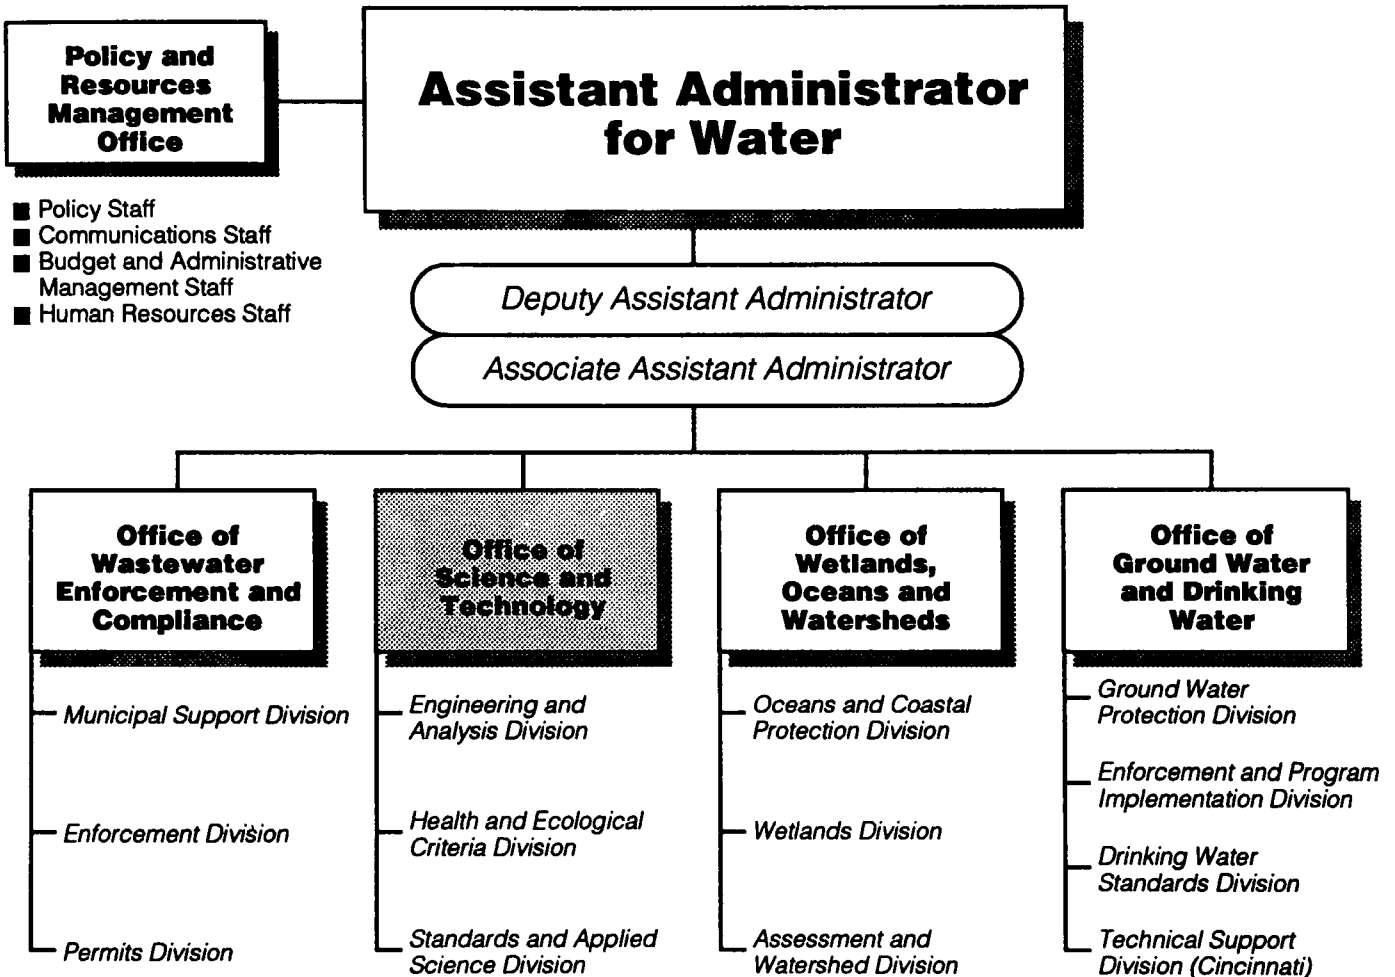 Policy and
Resources
Management
Office
Assistant Administrator
for Water
■ Policy Staff
■ Communications Staff
■ Budget and Administrative
Management Staff
■ Human Resources Staff
Deputy Assistant Administrator
Associate Assistant Administrator
Office of
Wastewater
Enforcement and
Compliance
Municipal Support Division
Enforcement Division
Permits Division
Office of
Science and
Technology
Engineering and
Analysis Division
Health and Ecological
Criteria Division
Standards and Applied
Science Division
Office of
Wetlands,
Oceans and
Watersheds
Oceans and Coastal
Protection Division
Wetlands Division
Assessment and
Watershed Division
Office of
Ground Water
and Drinking
Water
Ground Water
Protection Division
Enforcement and Program
Implementation Division
Drinking Water
Standards Division
Technical Support
Division (Cincinnati)